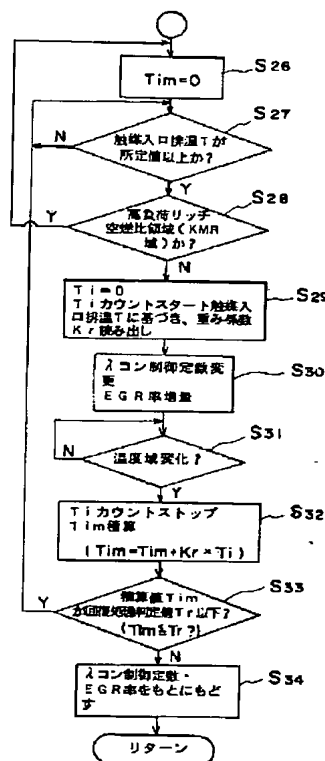 Tim=0
S26
S27
N
触媒入口排温Tが
所定値以上か?
Y
S28
Y
高負荷リッチ
空燃比領域(KMR
域)か?
N
S29
Ti=0
Tiカウントスタート触媒入
口排温Tに基づき、重み係数
Kr読み出し
S30
λコン制御定数変
更
EGR率増量
S31
N
温度域変化?
Y
S32
Tiカウントストップ
Tim積算
(Tim=Tim+Kr*Ti)
S33
Y
積算値Tim
が回復処理判定値Tr以下?
(Tim≦Tr?)
N
S34
λコン制御定数・
EGR率をもとにもど
す
リターン